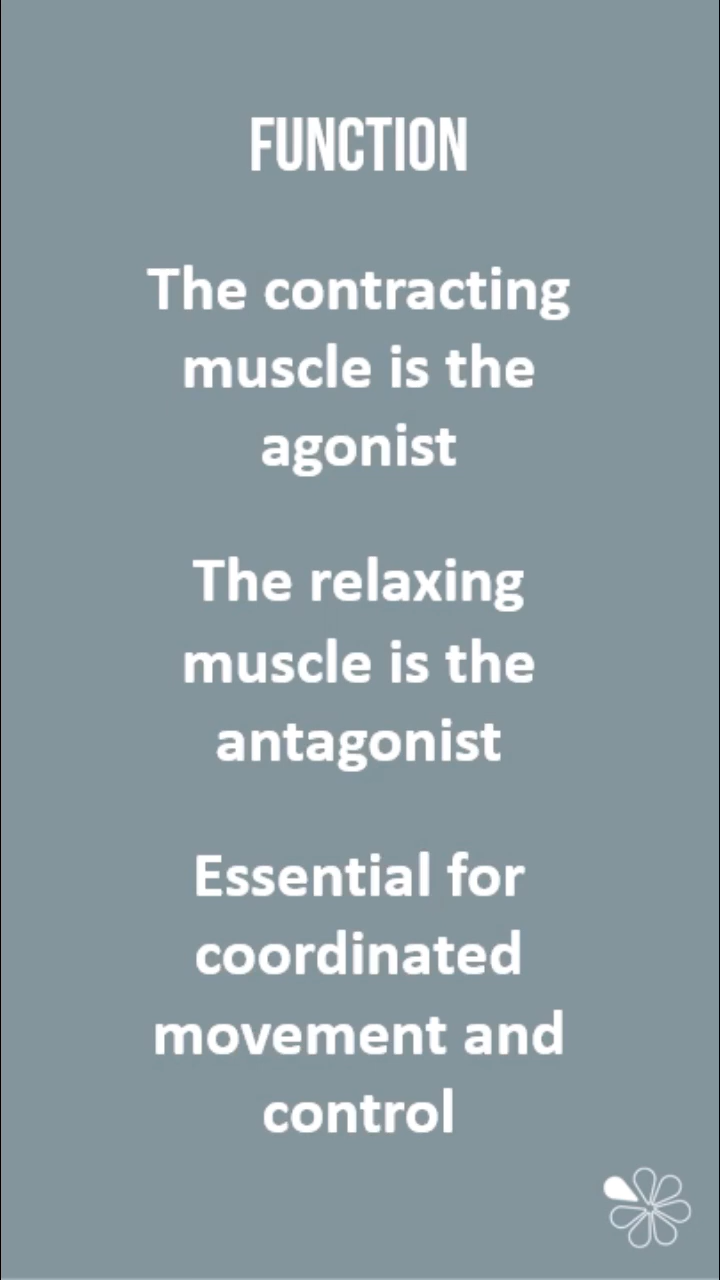 FUNCTION
The contracting
muscle is the
agonist
The relaxing
muscle is the
antagonist
Essential for
coordinated
movement and
control